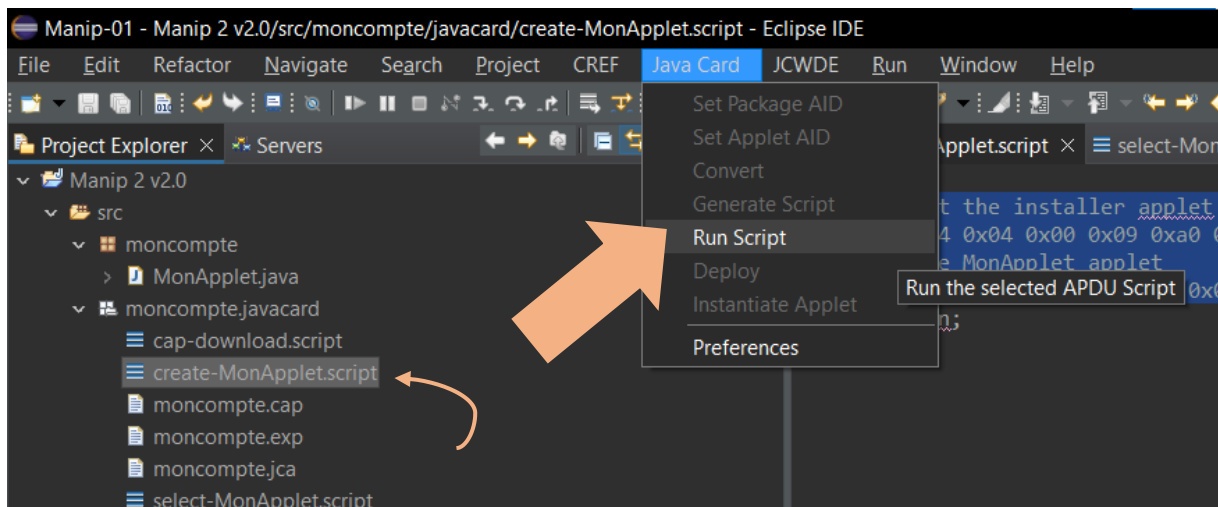 Manip-01 - Manip 2 v2.0/src/moncompte/javacard/create-MonApplet.script - Eclipse IDE
File Edit Refactor Navigate Search Project CREF Java Card JCWDE Run Window Help
Project Explorer Servers
Applet.script select-Mon
Manip 2 v2.0
src
moncompte
MonApplet.java
moncompte.javacard
cap-download.script
create-MonApplet.script
moncompte.cap
moncompte.exp
moncompte.jca
select-MonApplet.script
Set Package AID
Set Applet AID
Convert
Generate Script
Run Script
Deploy
Instantiate Applet
Preferences
Run the selected APDU Script
t the installer applet
4 0x04 0x00 0x09 0xa0
e MonApplet applet
n;